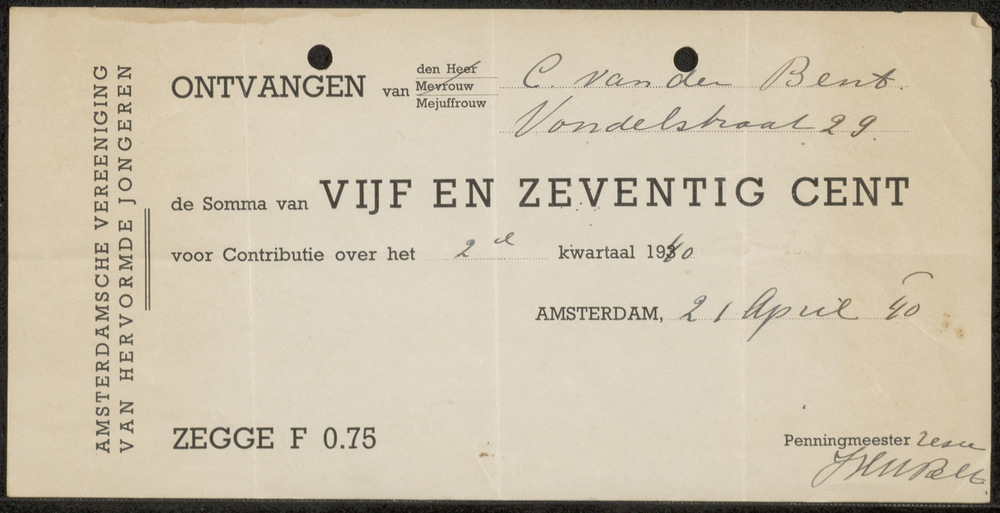 AMSTERDAMSCHE VEREENIGING
VAN HERVORMDE JONGEREN
ONTVANGEN van
den Heer
Mevrouw
Mejuffrouw
C. van den Bent.
Vondelstraat 29.
de Somma van VIJF EN ZEVENTIG CENT
voor Contributie over het 2e kwartaal 1940
AMSTERDAM, 21 April '40
ZEGGE F 0.75
Penningmeester